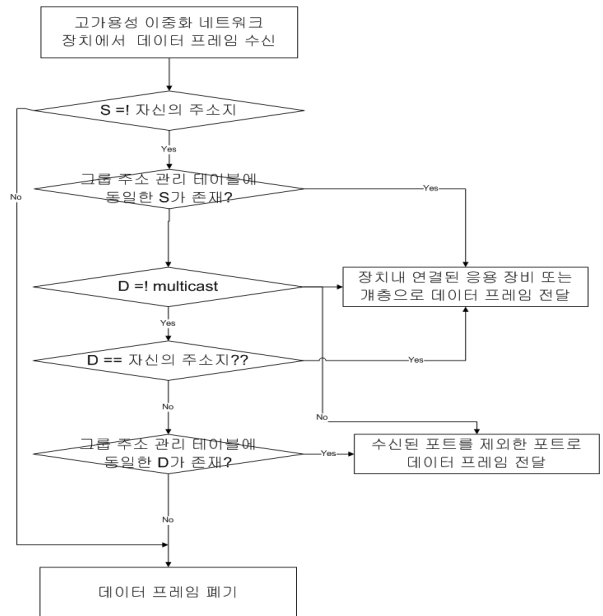 고가용성 이중화 네트워크
장치에서 데이터 프레임 수신
S =! 자신의 주소지
Yes
No
그룹 주소 관리 테이블에
동일한 S가 존재?
Yes
D =! multicast
장치내 연결된 응용 장비 또는
걔층으로 데이터 프레임 전달
Yes
D == 자신의 주소지??
Yes
No
No
그룹 주소 관리 테이블에
동일한 D가 존재?
Yes
수신된 포트를 제외한 포트로
데이터 프레임 전달
No
데이터 프레임 폐기